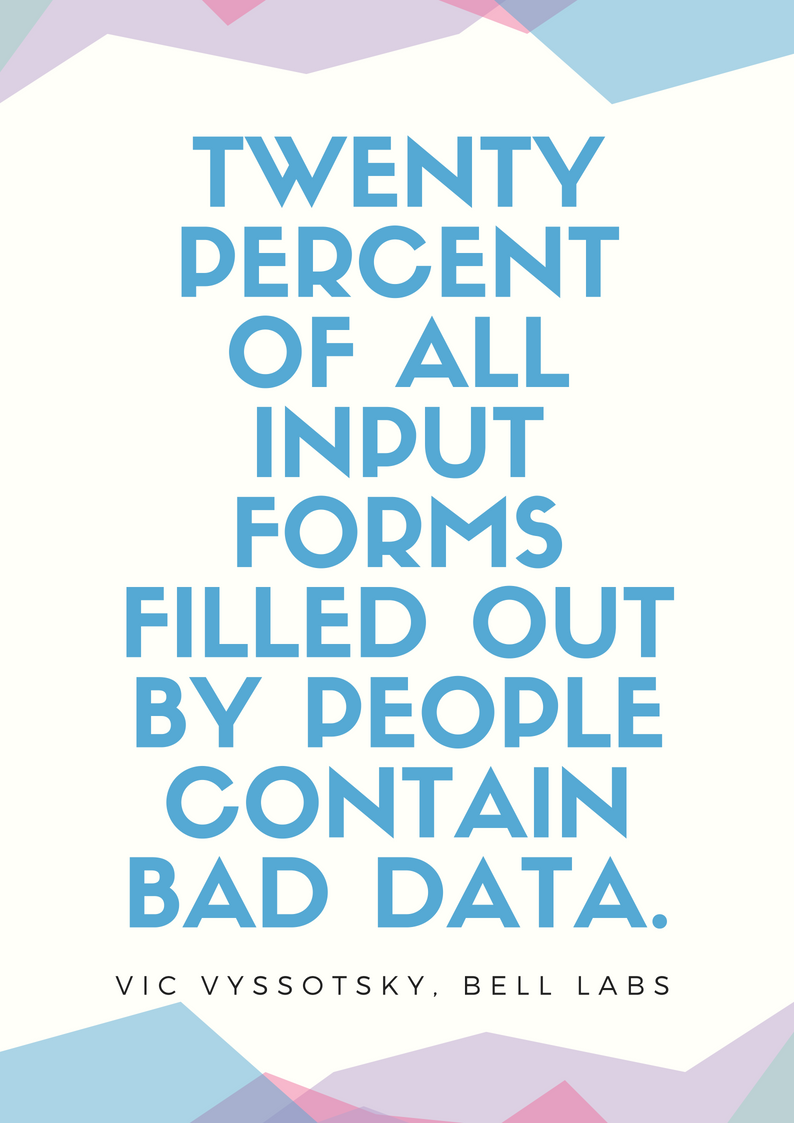 TWENTY
PERCENT
OF ALL
INPUT
FORMS
FILLED OUT
BY PEOPLE
CONTAIN
BAD DATA.
VIC VYSSOTSKY, BELL LABS